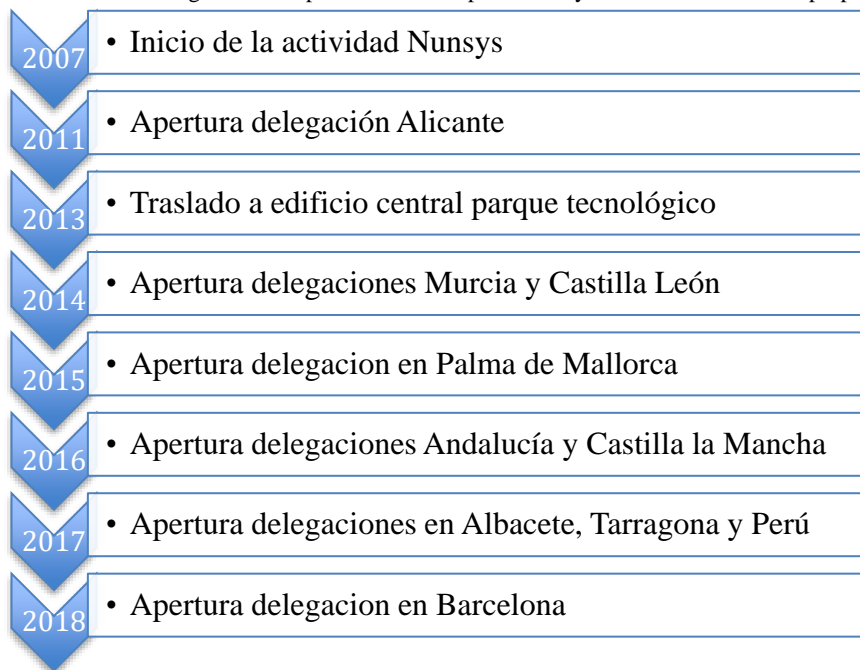 2007
• Inicio de la actividad Nunsys
2011
• Apertura delegación Alicante
2013
• Traslado a edificio central parque tecnológico
2014
• Apertura delegaciones Murcia y Castilla León
2015
• Apertura delegacion en Palma de Mallorca
2016
• Apertura delegaciones Andalucía y Castilla la Mancha
2017
• Apertura delegaciones en Albacete, Tarragona y Perú
2018
• Apertura delegacion en Barcelona